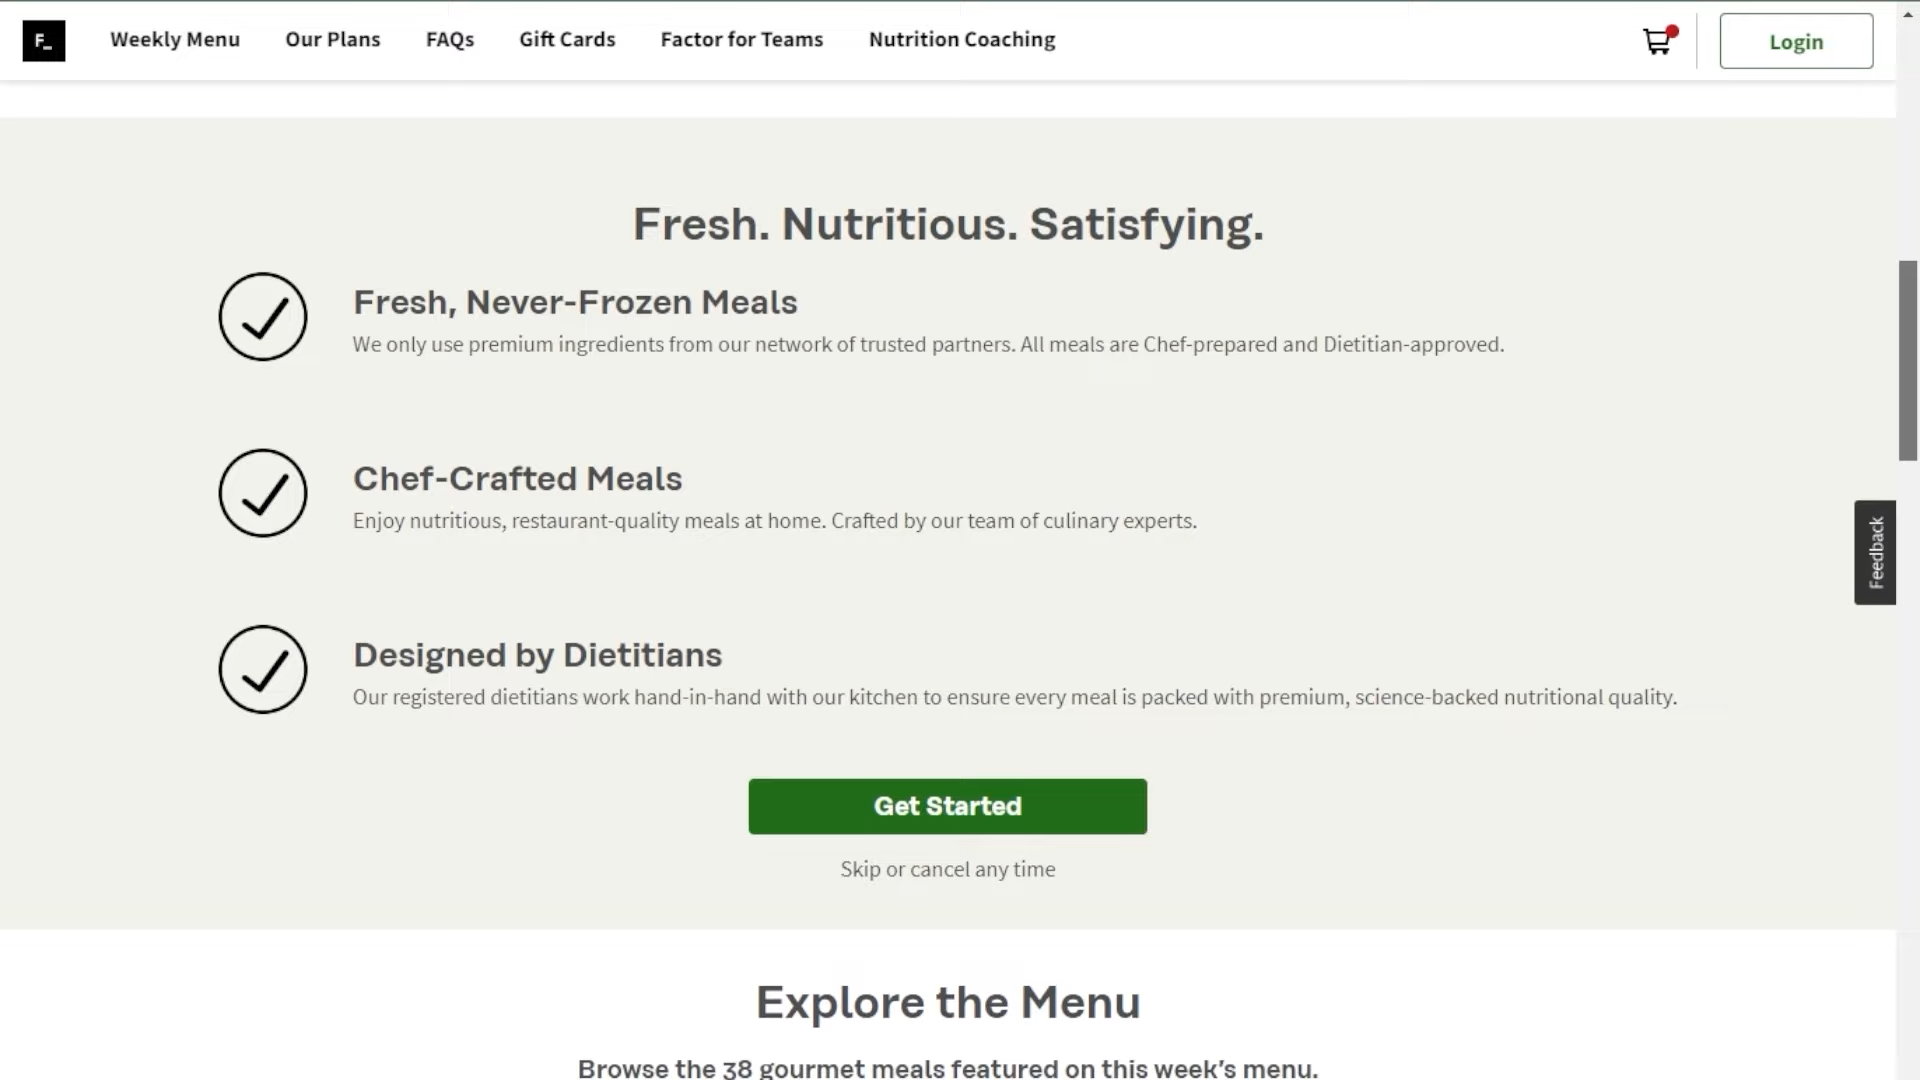 F_
Weekly Menu Our Plans FAQs Gift Cards Factor for Teams Nutrition Coaching Login
Fresh. Nutritious. Satisfying.
Fresh, Never-Frozen Meals
We only use premium ingredients from our network of trusted partners. All meals are Chef-prepared and Dietitian-approved.
Chef-Crafted Meals
Enjoy nutritious, restaurant-quality meals at home. Crafted by our team of culinary experts.
Feedback
Designed by Dietitians
Our registered dietitians work hand-in-hand with our kitchen to ensure every meal is packed with premium, science-backed nutritional quality.
Get Started
Skip or cancel any time
Explore the Menu
Browse the 38 gourmet meals featured on this week’s menu.